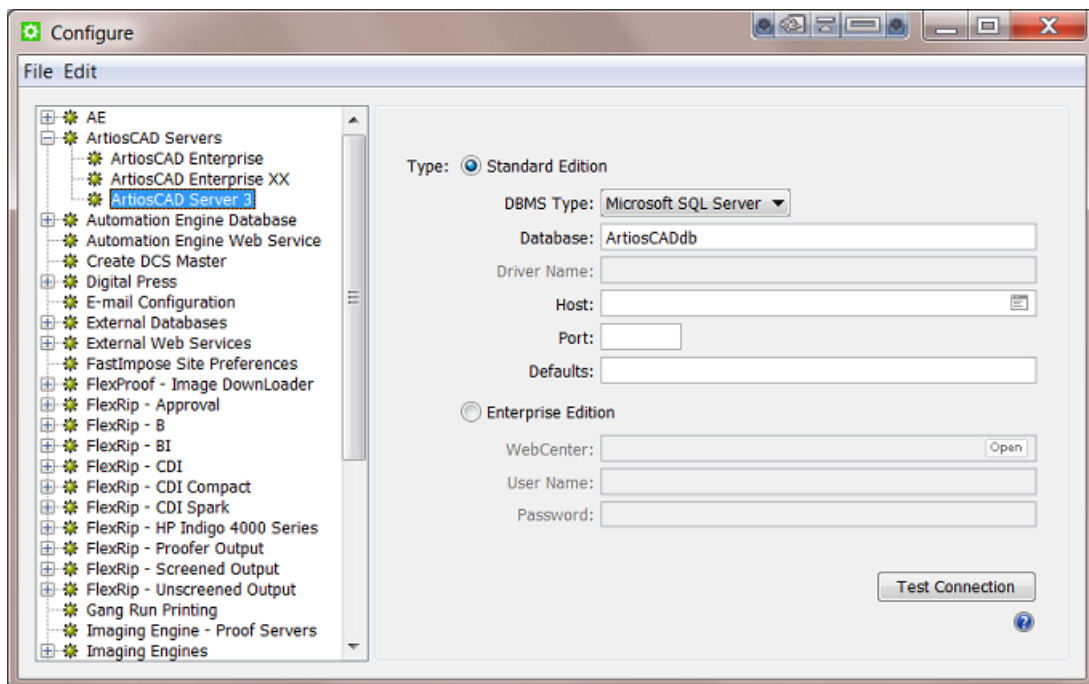 Configure
File Edit
AE
ArtiosCAD Servers
ArtiosCAD Enterprise
ArtiosCAD Enterprise XX
ArtiosCAD Server 3
Automation Engine Database
Automation Engine Web Service
Create DCS Master
Digital Press
E-mail Configuration
External Databases
External Web Services
FastImpose Site Preferences
FlexProof - Image DownLoader
FlexRip - Approval
FlexRip - B
FlexRip - BI
FlexRip - CDI
FlexRip - CDI Compact
FlexRip - CDI Spark
FlexRip - HP Indigo 4000 Series
FlexRip - Proofer Output
FlexRip - Screened Output
FlexRip - Unscreened Output
Gang Run Printing
Imaging Engine - Proof Servers
Imaging Engines
Type: Standard Edition
DBMS Type: Microsoft SQL Server
Database: ArtiosCADdb
Driver Name:
Host:
Port:
Defaults:
Enterprise Edition
WebCenter: Open
User Name:
Password:
Test Connection